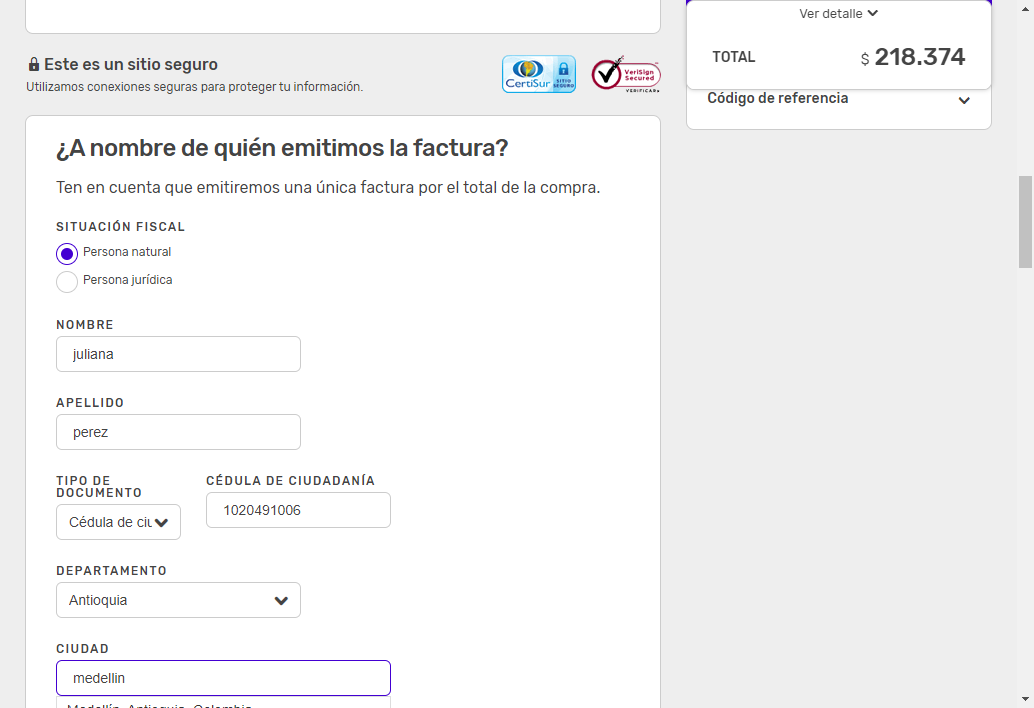 Ver detalle
TOTAL
$ 218.374
Código de referencia
Este es un sitio seguro
Utilizamos conexiones seguras para proteger tu información.
CertiSur
SITIO
SEGURO
VeriSign
Secured
VERIFICAR
¿A nombre de quién emitimos la factura?
Ten en cuenta que emitiremos una única factura por el total de la compra.
SITUACIÓN FISCAL
Persona natural
Persona jurídica
NOMBRE
juliana
APELLIDO
perez
TIPO DE
DOCUMENTO
Cédula de ciu
CÉDULA DE CIUDADANÍA
1020491006
DEPARTAMENTO
Antioquia
CIUDAD
medellin
Medellín, Antioquia, Colombia